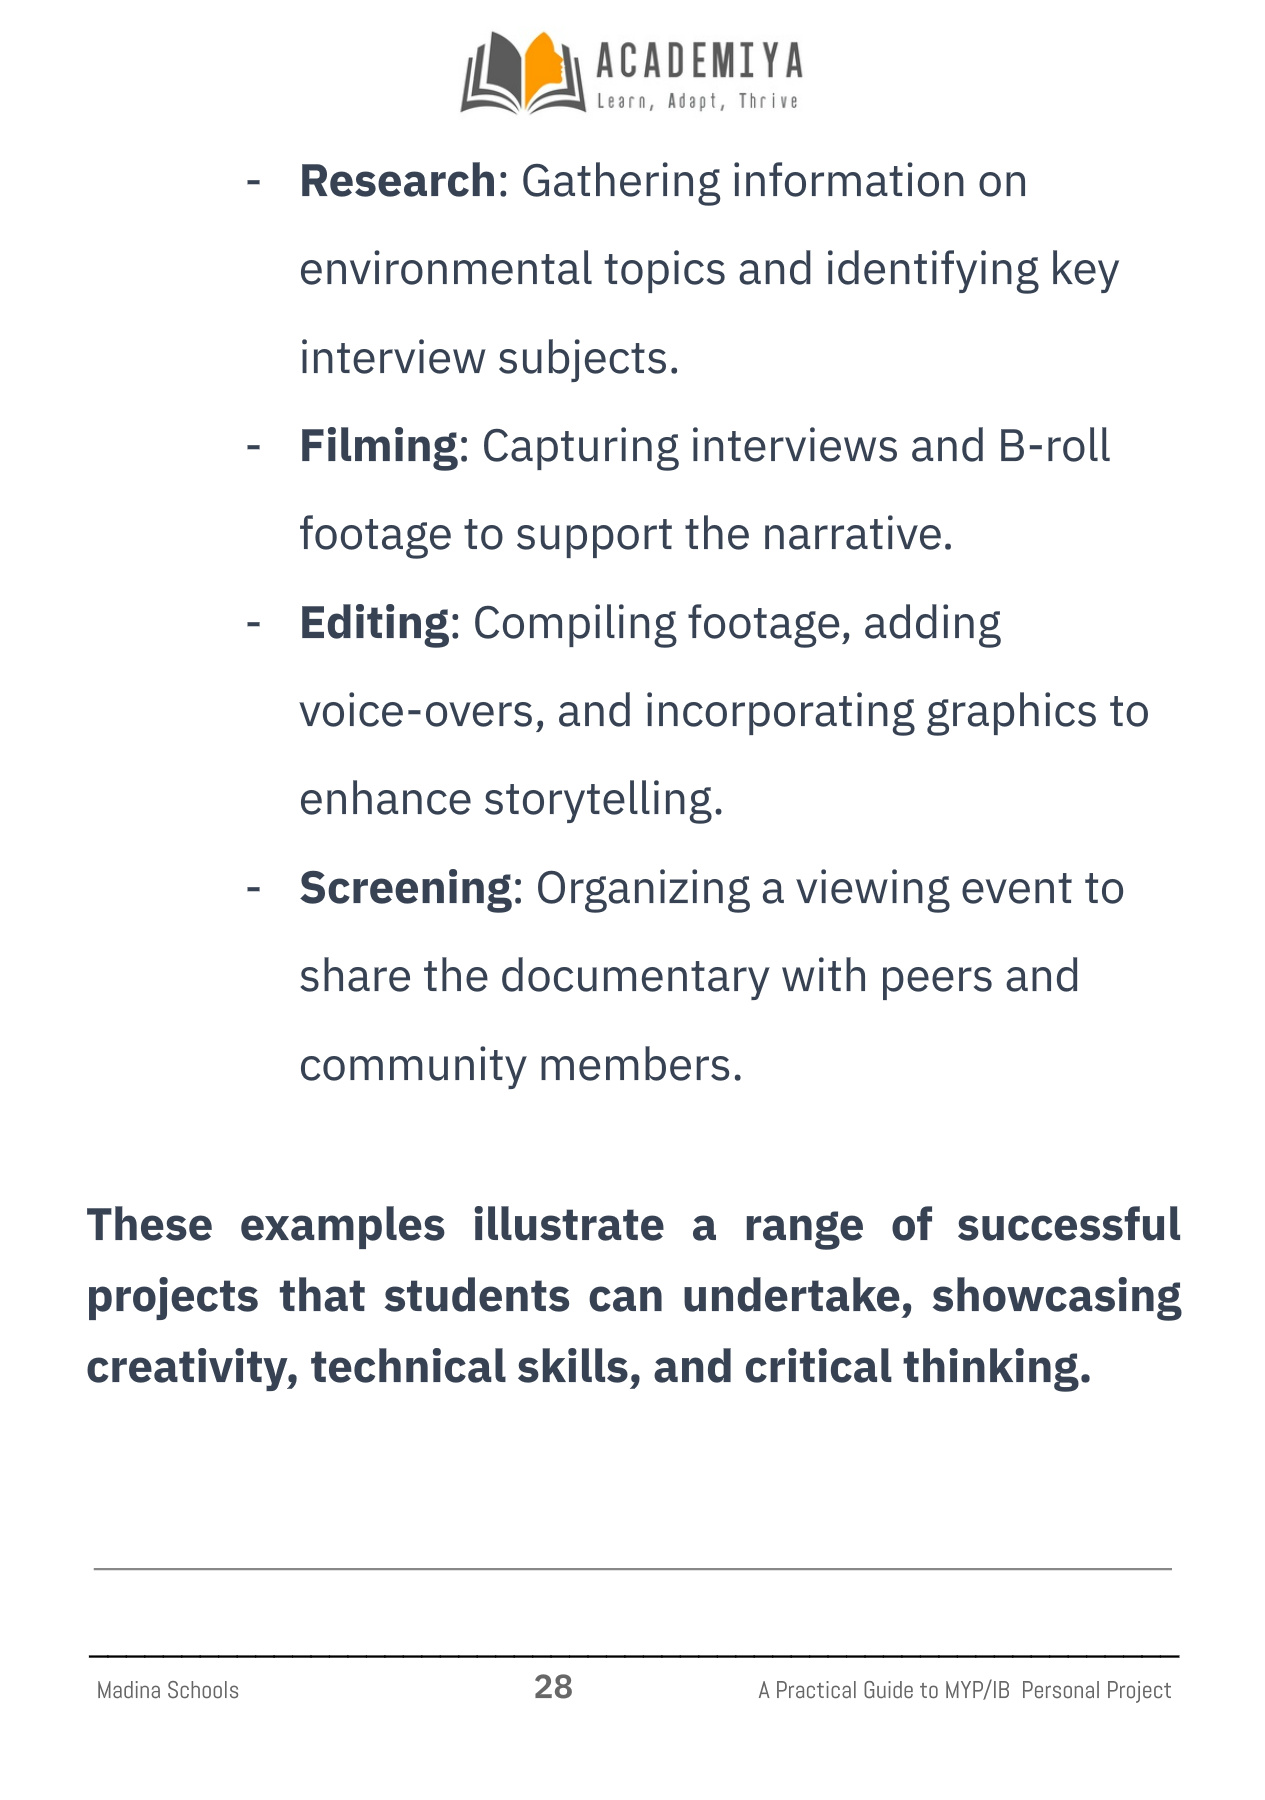 ACADEMIYA
Learn, Adapt, Thrive
- Research: Gathering information on
environmental topics and identifying key
interview subjects.
- Filming: Capturing interviews and B-roll
footage to support the narrative.
- Editing: Compiling footage, adding
voice-overs, and incorporating graphics to
enhance storytelling.
- Screening: Organizing a viewing event to
share the documentary with peers and
community members.
These examples illustrate a range of successful
projects that students can undertake, showcasing
creativity, technical skills, and critical thinking.
Madina Schools 28 A Practical Guide to MYP/IB Personal Project